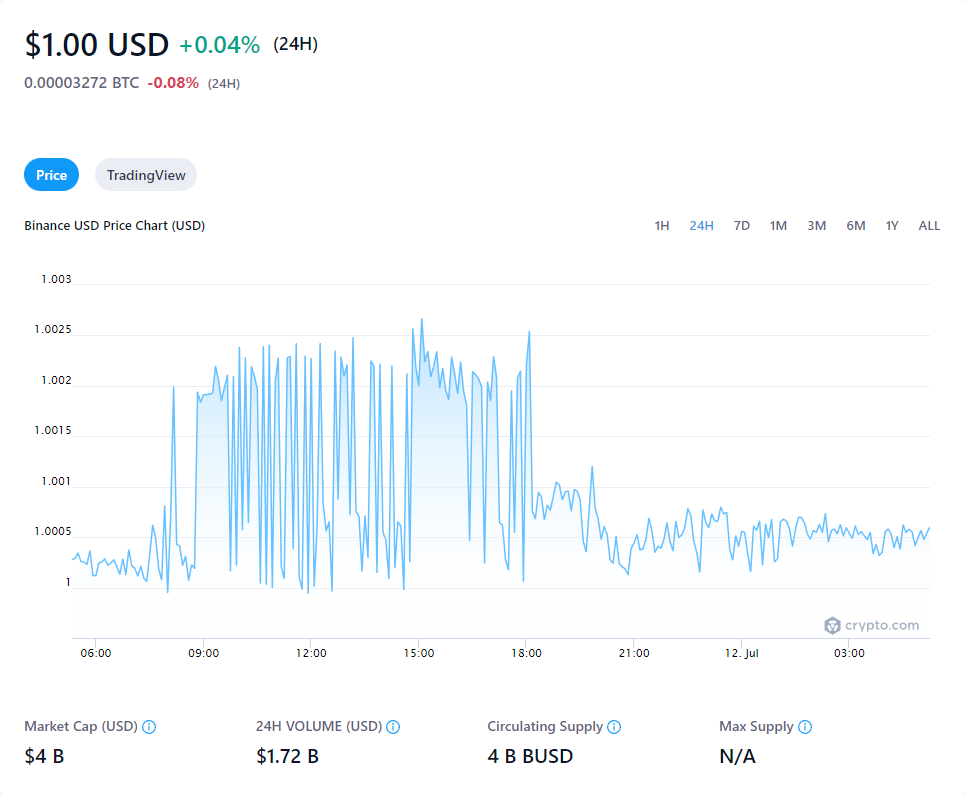 $1.00 USD +0.04% (24H)
0.00003272 BTC -0.08% (24H)
Price TradingView
Binance USD Price Chart (USD) 1H 24H 7D 1M 3M 6M 1Y ALL
1.003
1.0025
1.002
1.0015
1.001
1.0005
1
crypto.com
06:00 09:00 12:00 15:00 18:00 21:00 12. Jul 03:00
Market Cap (USD) 24H VOLUME (USD) Circulating Supply Max Supply
$4 B $1.72 B 4 B BUSD N/A